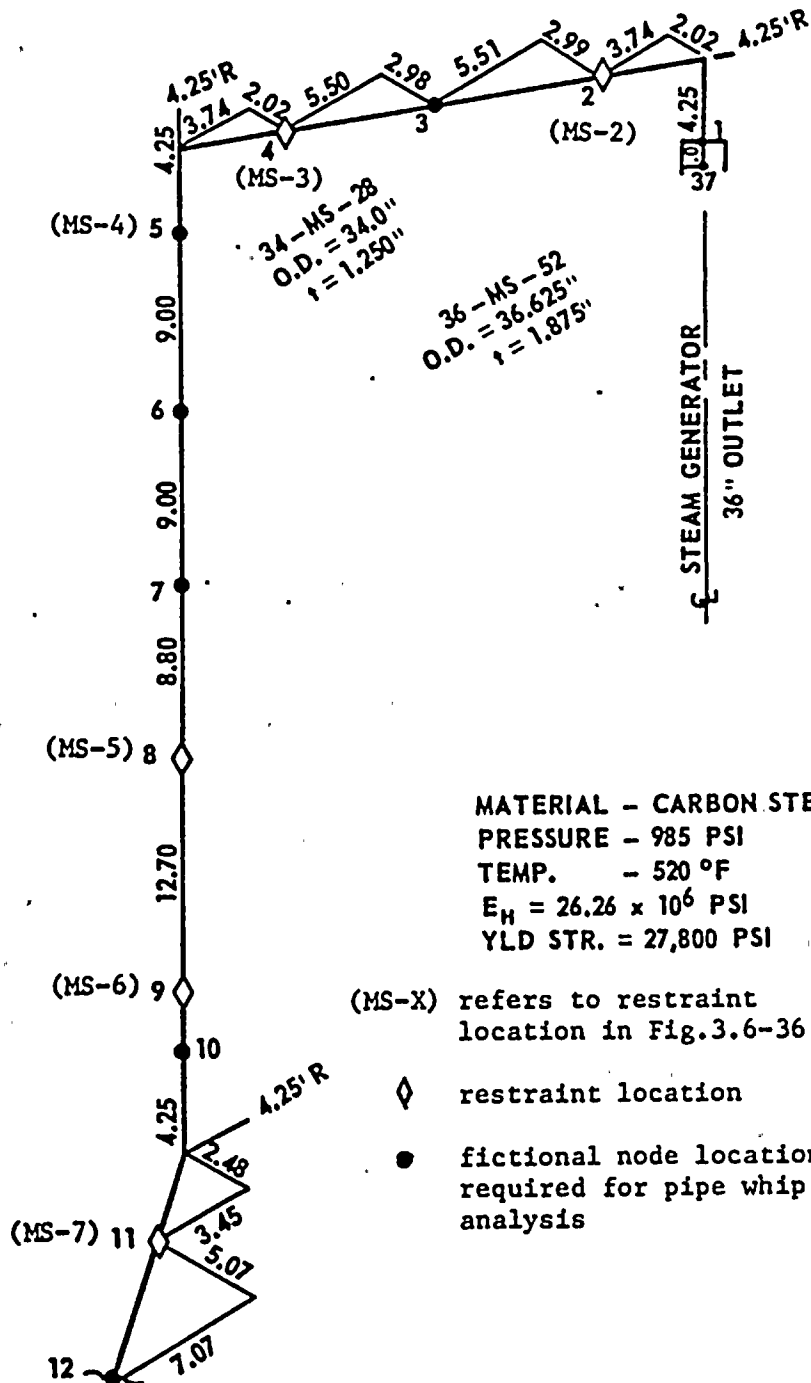 4.25'R
3.74
2.02
5.50
2.98
5.51
2.99
3.74
2.02
4.25'R
4.25
4
(MS-3)
3
2
(MS-2)
4.25
1
1.0
37
(MS-4) 5
34-MS-28
O.D. = 34.0"
t = 1.250"
36-MS-52
O.D. = 36.625"
t = 1.875"
9.00
6
9.00
7
8.80
STEAM GENERATOR
36" OUTLET
(MS-5) 8
12.70
MATERIAL - CARBON STE
PRESSURE - 985 PSI
TEMP. - 520 °F
EH = 26.26 x 10⁶ PSI
YLD STR. = 27,800 PSI
(MS-6) 9
(MS-X) refers to restraint
location in Fig.3.6-36
10
4.25
4.25'R
restraint location
2.48
fictional node location
required for pipe whip
analysis
(MS-7) 11
3.45
5.07
7.07
12